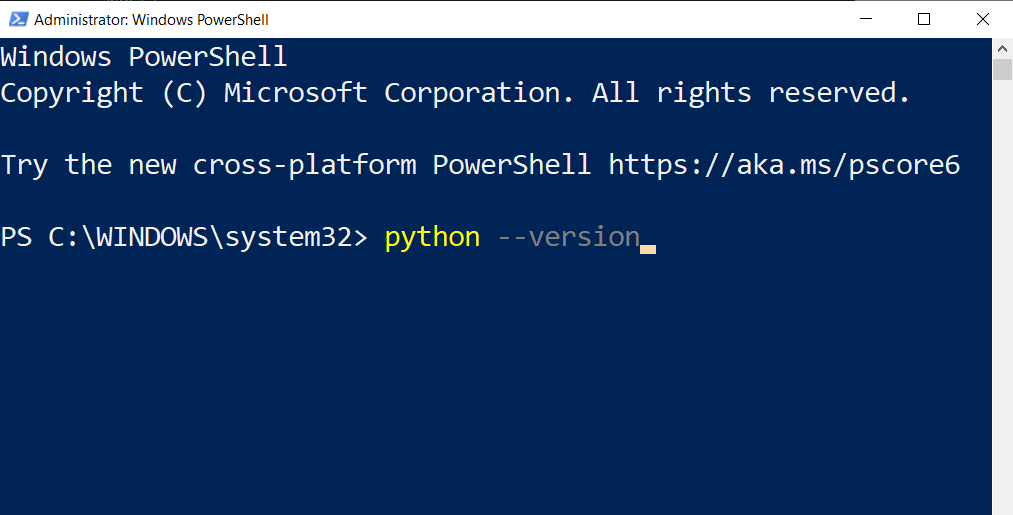 Administrator: Windows PowerShell
Windows PowerShell
Copyright (C) Microsoft Corporation. All rights reserved.
Try the new cross-platform PowerShell https://aka.ms/pscore6
PS C:\WINDOWS\system32> python --version